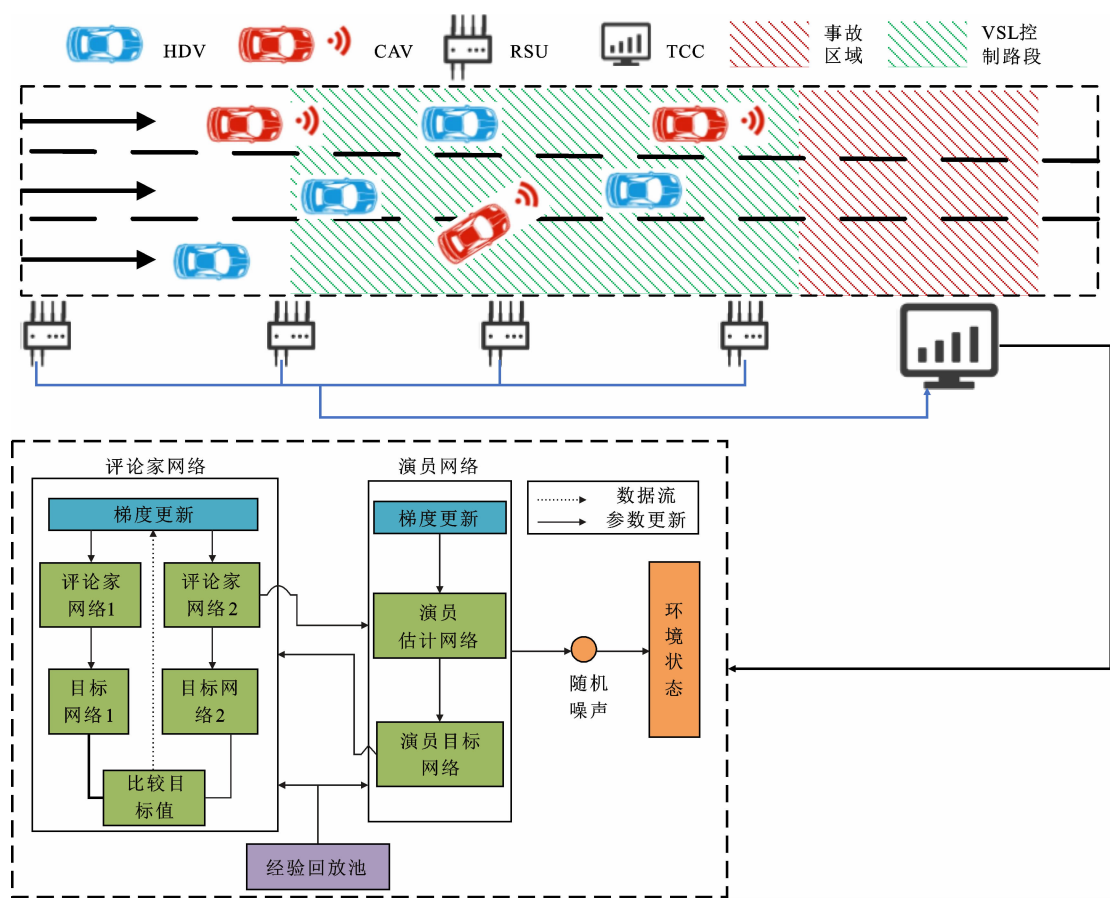 HDV
CAV
RSU
TCC
事故
区域
VSL控
制路段
评论家网络
演员网络
数据流
参数更新
梯度更新
梯度更新
评论家
网络1
评论家
网络2
演员
估计网络
环境状态
目标
网络1
目标网
络2
随机
噪声
演员目标
网络
比较目
标值
经验回放池